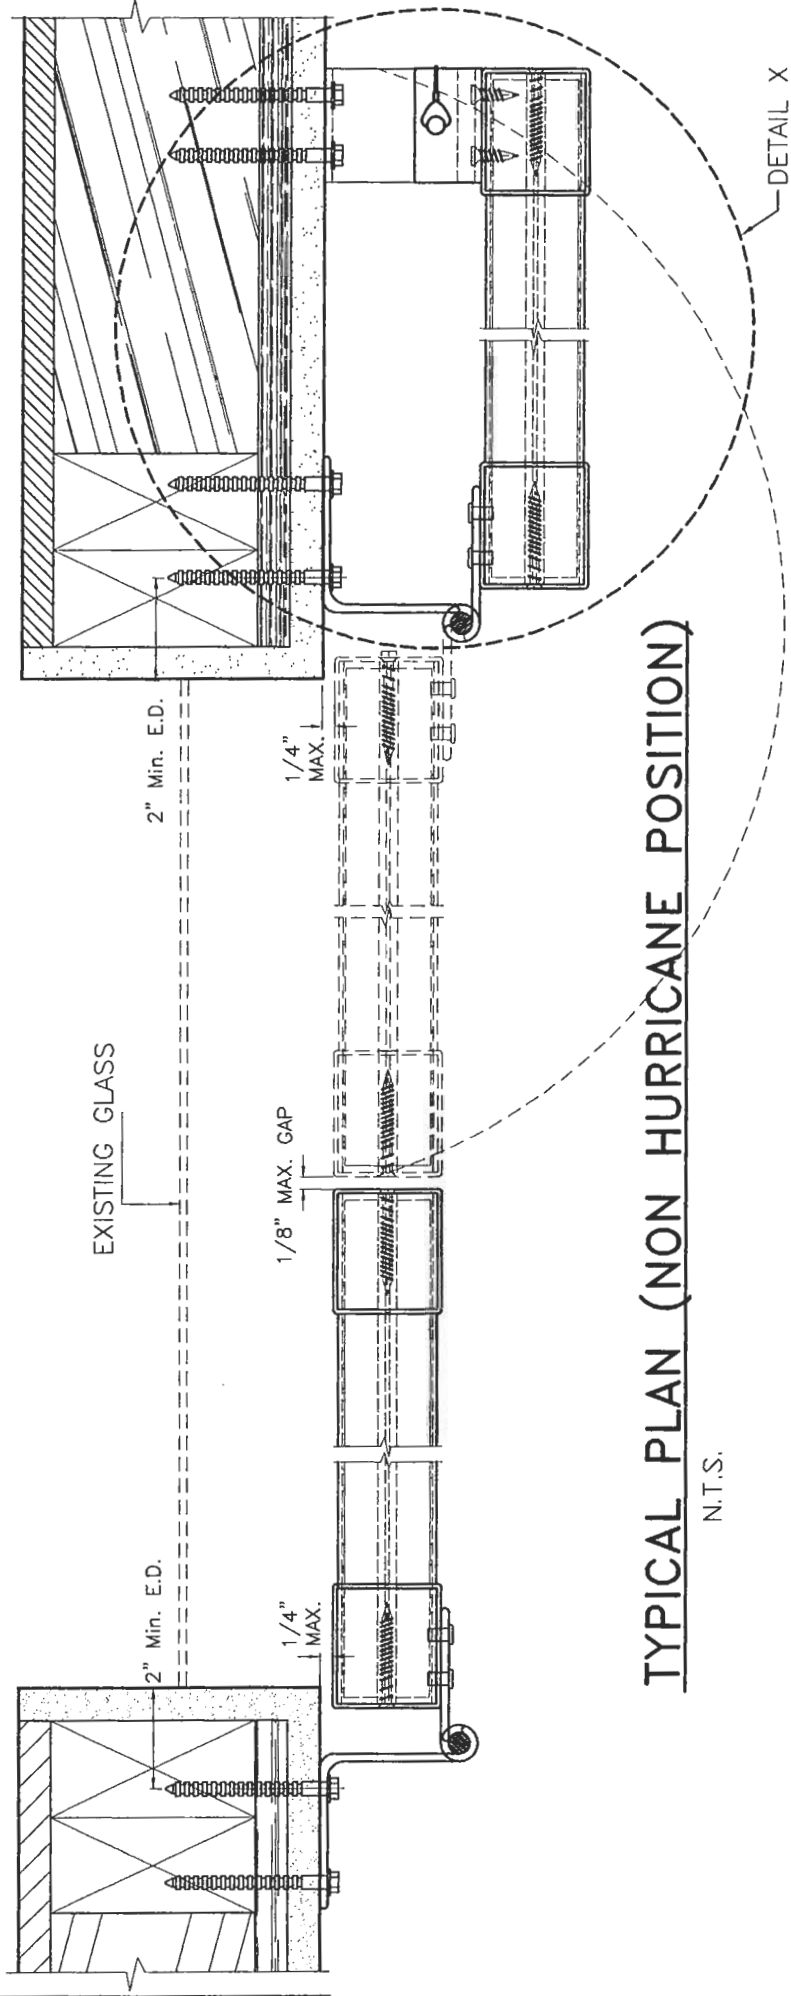 2" Min. E.D.
EXISTING GLASS
2" Min. E.D.
1/4"
MAX.
1/8" MAX. GAP
1/4"
MAX.
DETAIL X
TYPICAL PLAN (NON HURRICANE POSITION)
N.T.S.